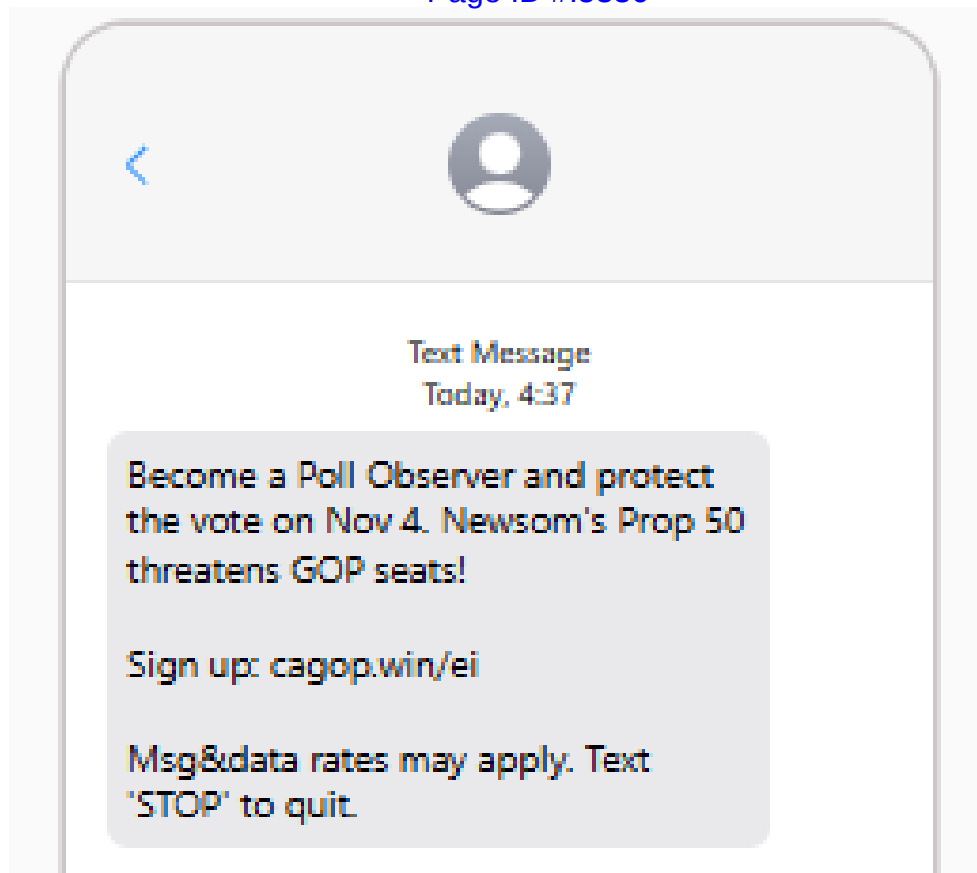 Text Message
Today, 4:37
Become a Poll Observer and protect
the vote on Nov 4. Newsom's Prop 50
threatens GOP seats!
Sign up: cagop.win/ei
Msg&data rates may apply. Text
'STOP' to quit.